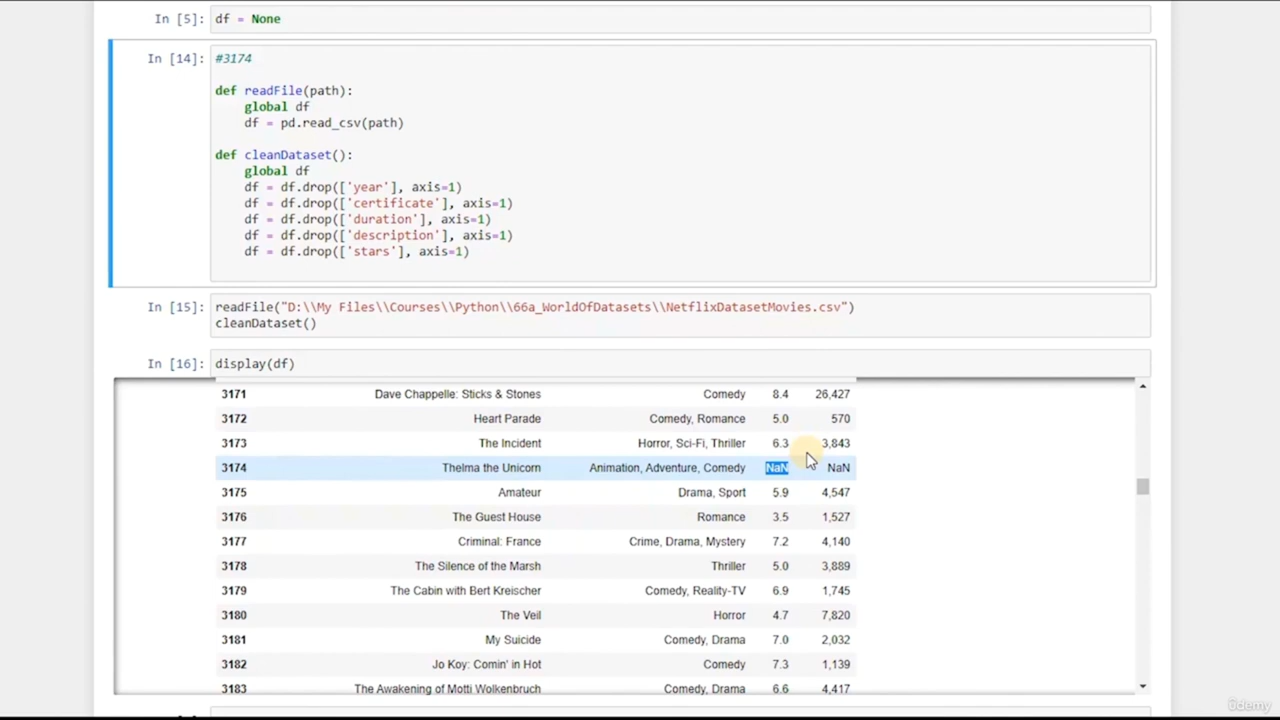 In [5]: df = None
In [14]: #3174
def readFile(path):
global df
df = pd.read_csv(path)
def cleanDataset():
global df
df = df.drop(['year'], axis=1)
df = df.drop(['certificate'], axis=1)
df = df.drop(['duration'], axis=1)
df = df.drop(['description'], axis=1)
df = df.drop(['stars'], axis=1)
In [15]: readFile("D:\\My Files\\Courses\\Python\\66a_WorldOfDatasets\\NetflixDatasetMovies.csv")
cleanDataset()
In [16]: display(df)
3171 Dave Chappelle: Sticks & Stones Comedy 8.4 26,427
3172 Heart Parade Comedy, Romance 5.0 570
3173 The Incident Horror, Sci-Fi, Thriller 6.3 3,843
3174 Thelma the Unicorn Animation, Adventure, Comedy NaN NaN
3175 Amateur Drama, Sport 5.9 4,547
3176 The Guest House Romance 3.5 1,527
3177 Criminal: France Crime, Drama, Mystery 7.2 4,140
3178 The Silence of the Marsh Thriller 5.0 3,889
3179 The Cabin with Bert Kreischer Comedy, Reality-TV 6.9 1,745
3180 The Veil Horror 4.7 7,820
3181 My Suicide Comedy, Drama 7.0 2,032
3182 Jo Koy: Comin' in Hot Comedy 7.3 1,139
3183 The Awakening of Motti Wolkenbruch Comedy, Drama 6.6 4,417
ûdemy